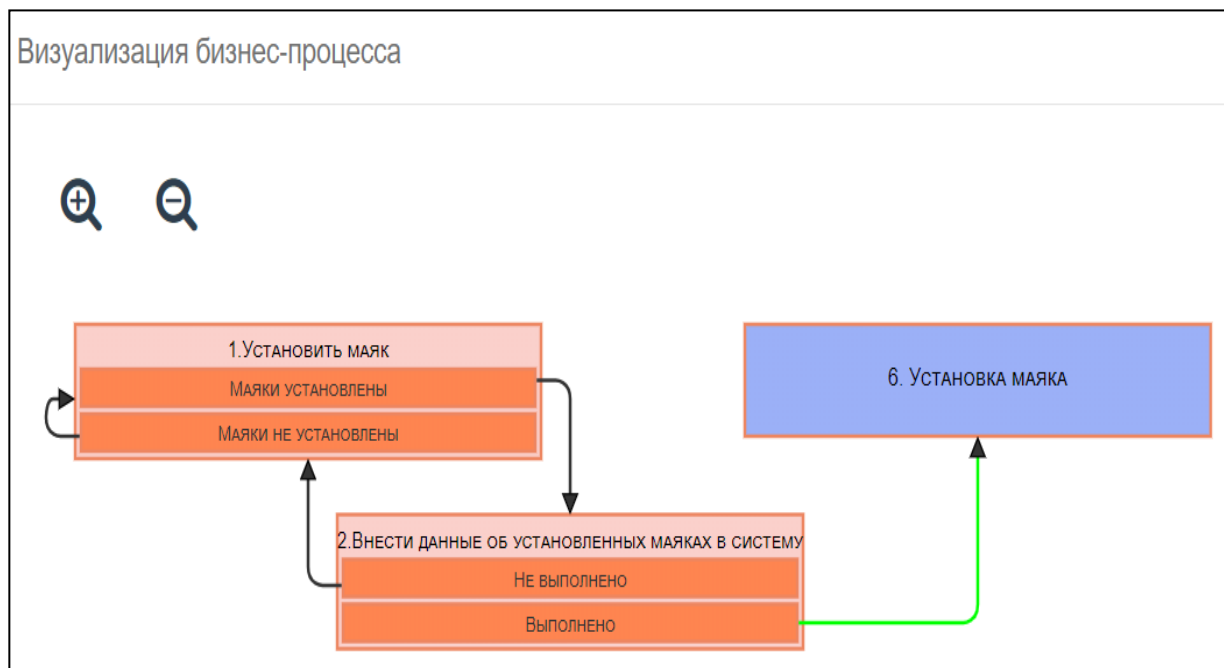 Визуализация бизнес-процесса
1.Установить маяк
Маяки установлены
Маяки не установлены
6. Установка маяка
2.Внести данные об установленных маяках в систему
Не выполнено
Выполнено